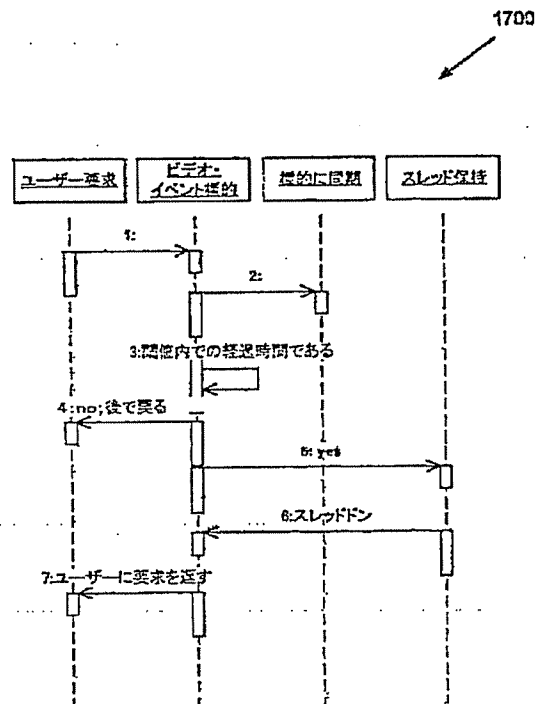 1700
ユーザー要求
ビデオ・
イベント標的
標的に同期
スレッド保持
1:
2:
3:閾値内での経過時間である
4:no;後で戻る
5: yes
6:スレッドドン
7:ユーザーに要求を返す